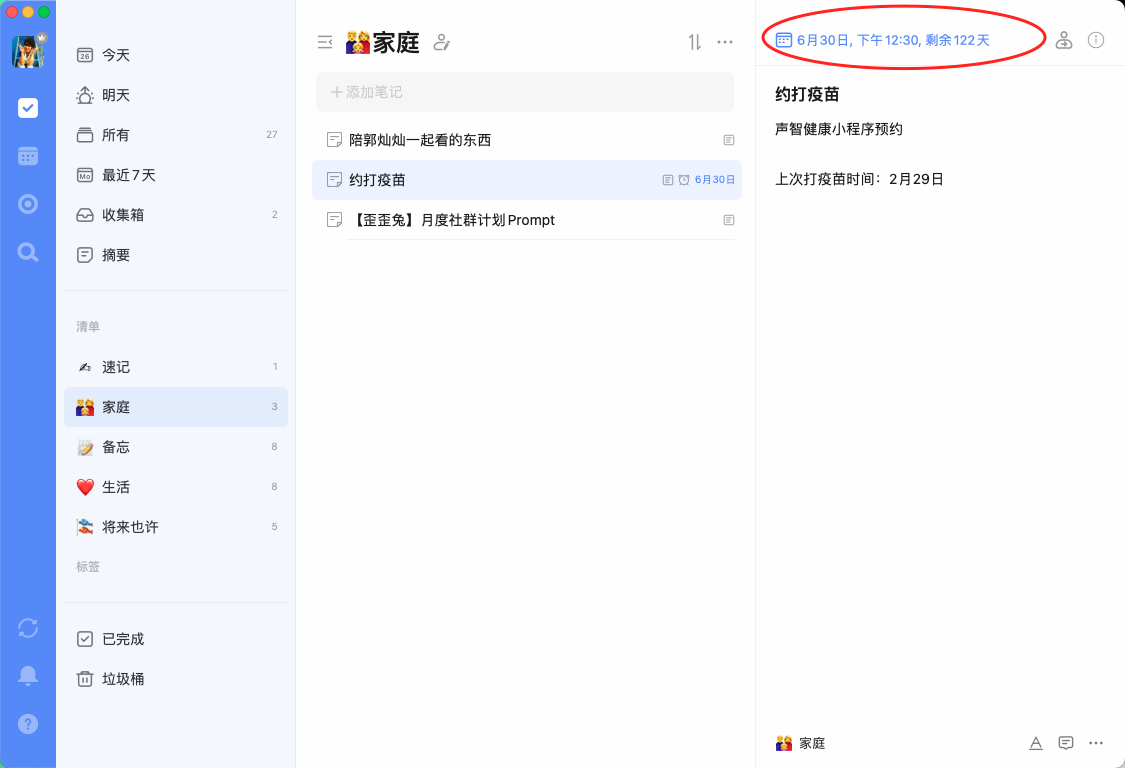 26 今天
明天
所有 27
Mo 最近7天
收集箱 2
摘要
清单
速记 1
家庭 3
备忘 8
生活 8
将来也许 5
标签
已完成
垃圾桶
家庭
添加笔记
陪郭灿灿一起看的东西
约打疫苗 6月30日
【歪歪兔】月度社群计划Prompt
6月30日, 下午12:30, 剩余122天
约打疫苗
声智健康小程序预约
上次打疫苗时间：2月29日
家庭